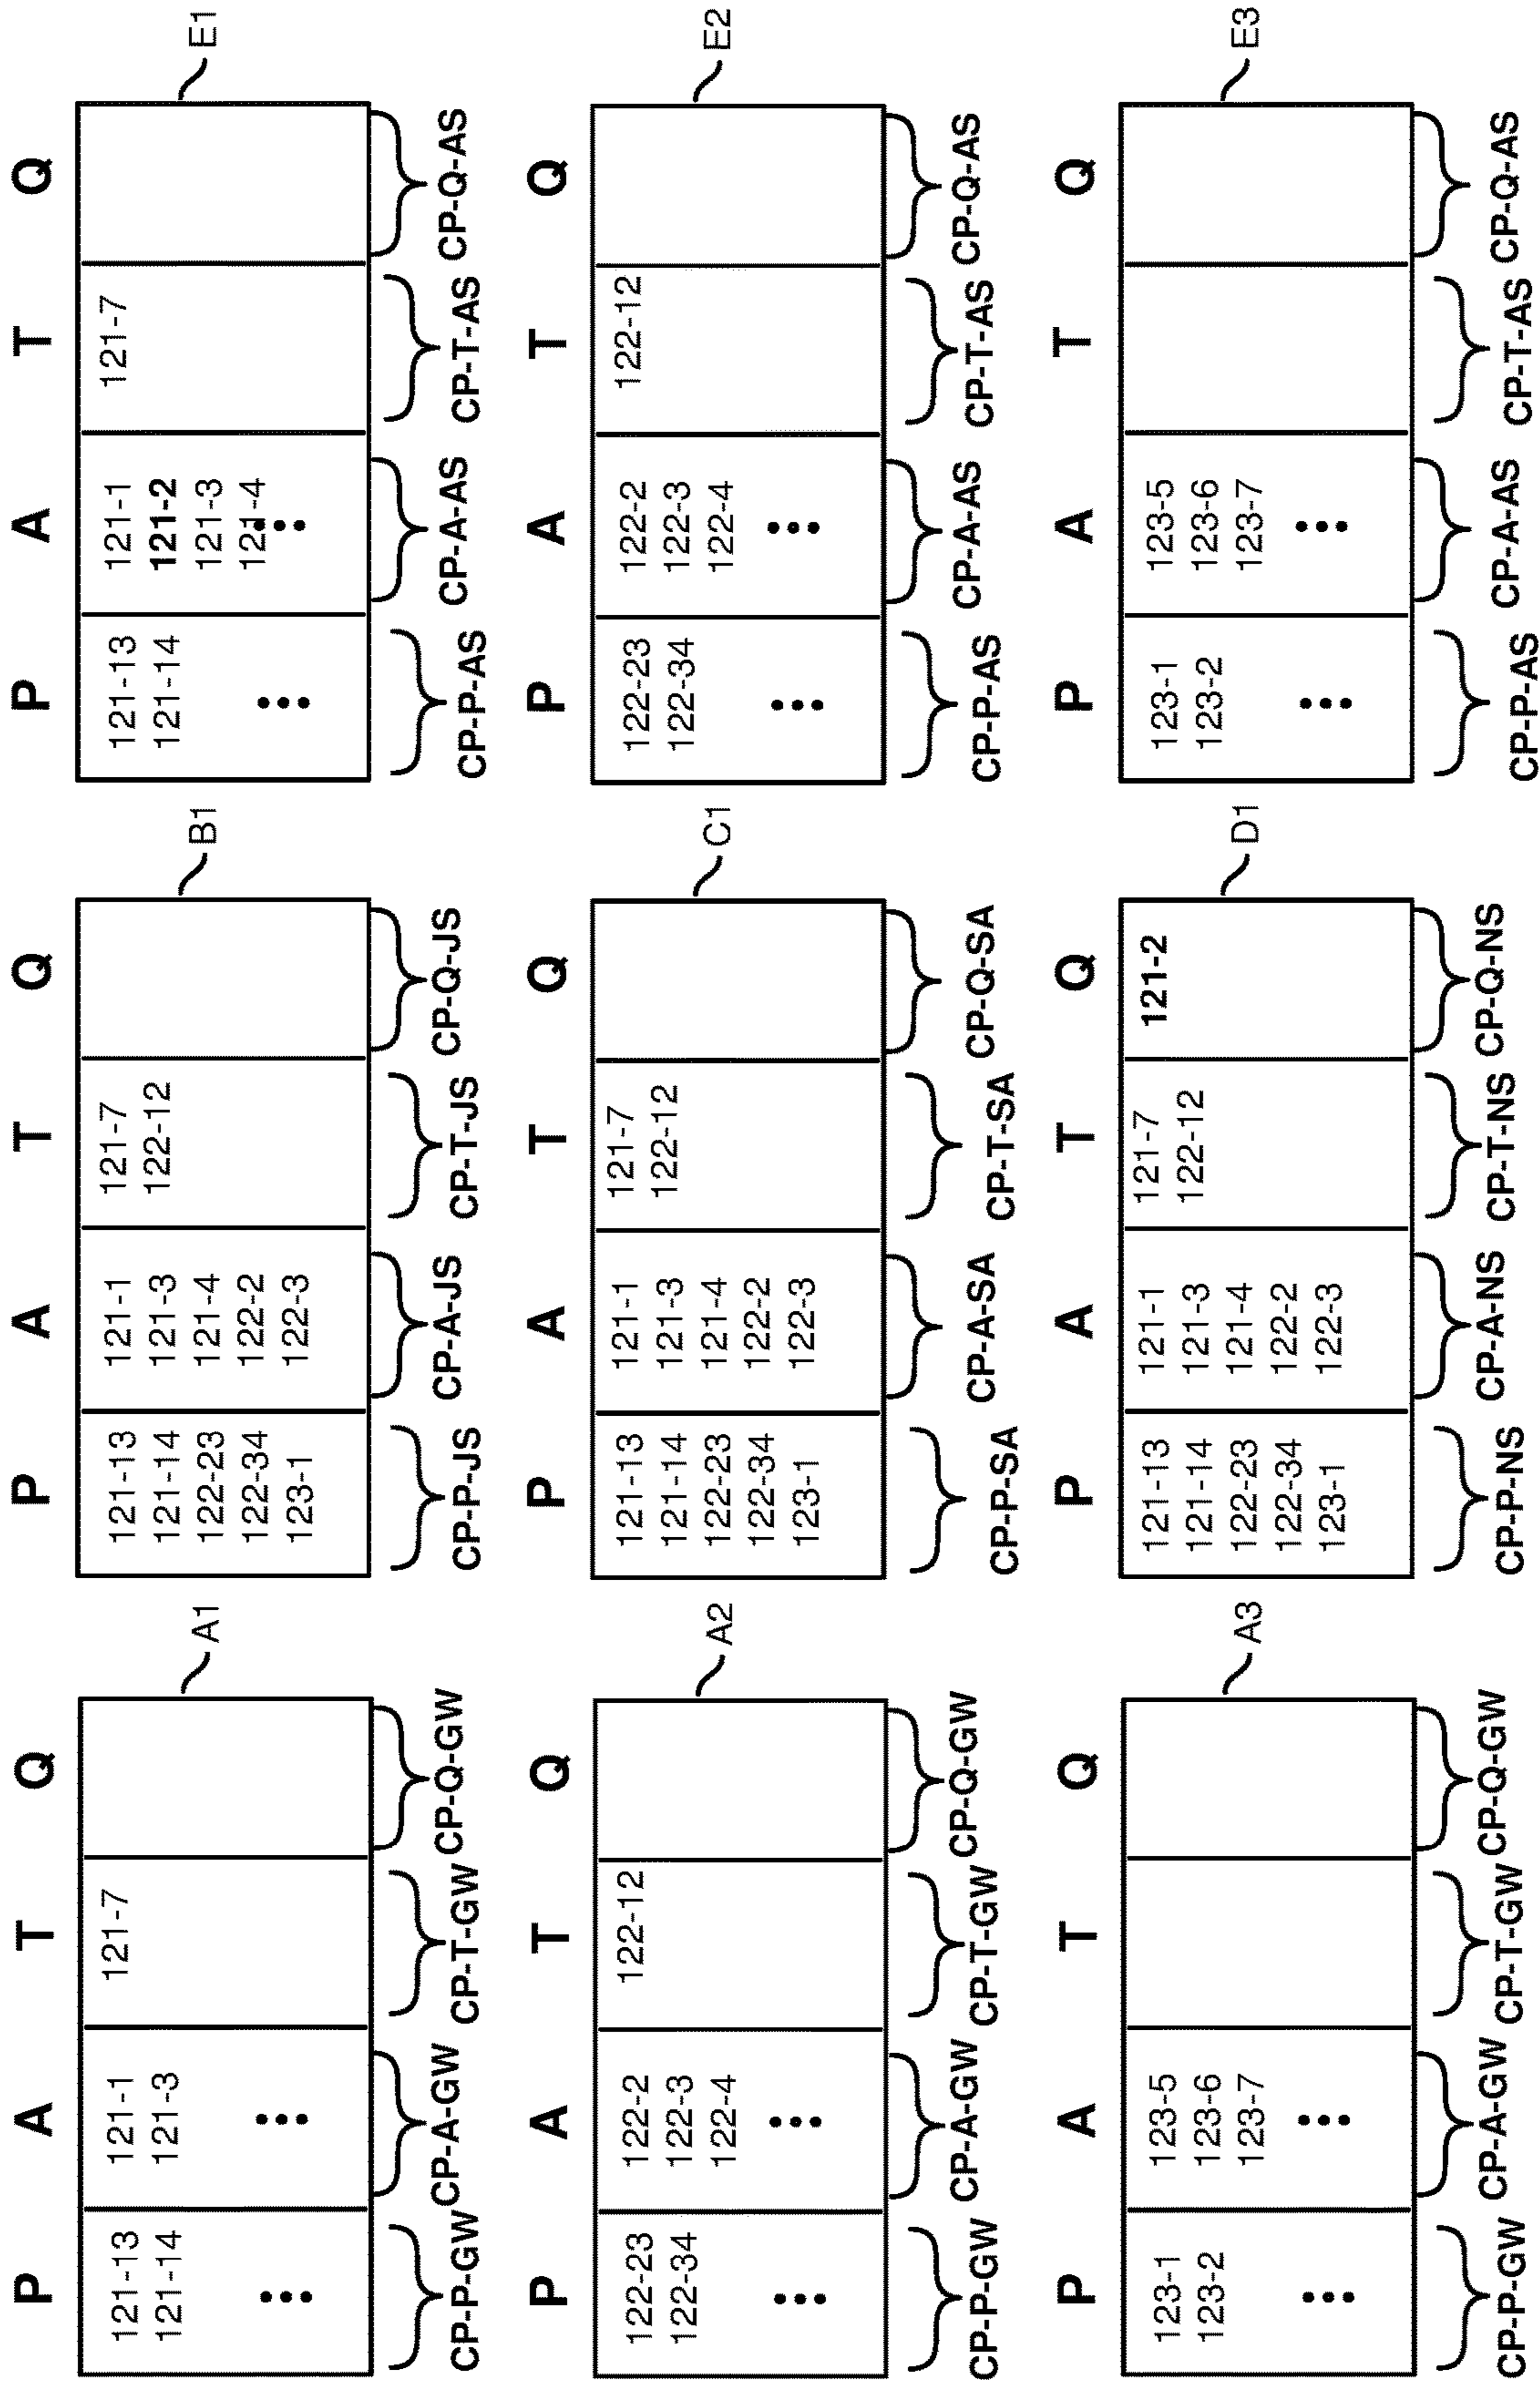 P A T Q
121-13 121-1 121-7
121-14 121-3
A1
CP-P-GW CP-A-GW CP-T-GW CP-Q-GW
P A T Q
121-13 121-1 121-7
121-14 121-3 122-12
122-23 121-4
122-34 122-2
123-1 122-3
B1
CP-P-JS CP-A-JS CP-T-JS CP-Q-JS
P A T Q
121-13 121-1 121-7
121-14 121-2
121-3
121-4
E1
CP-P-AS CP-A-AS CP-T-AS CP-Q-AS
P A T Q
122-23 122-2 122-12
122-34 122-3
122-4
A2
CP-P-GW CP-A-GW CP-T-GW CP-Q-GW
P A T Q
121-13 121-1 121-7
121-14 121-3 122-12
122-23 121-4
122-34 122-2
123-1 122-3
C1
CP-P-SA CP-A-SA CP-T-SA CP-Q-SA
P A T Q
122-23 122-2 122-12
122-34 122-3
122-4
E2
CP-P-AS CP-A-AS CP-T-AS CP-Q-AS
P A T Q
123-1 123-5
123-2 123-6
123-7
A3
CP-P-GW CP-A-GW CP-T-GW CP-Q-GW
P A T Q
121-13 121-1 121-7 121-2
121-14 121-3 122-12
122-23 121-4
122-34 122-2
123-1 122-3
D1
CP-P-NS CP-A-NS CP-T-NS CP-Q-NS
P A T Q
123-1 123-5
123-2 123-6
123-7
E3
CP-P-AS CP-A-AS CP-T-AS CP-Q-AS